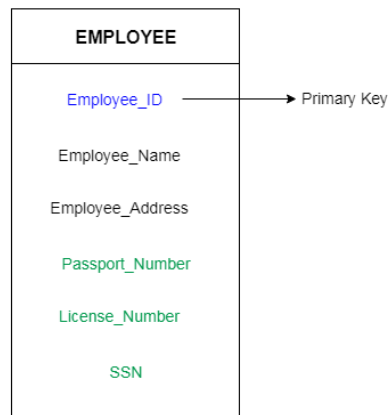 EMPLOYEE
Employee_ID
Primary Key
Employee_Name
Employee_Address
Passport_Number
License_Number
SSN